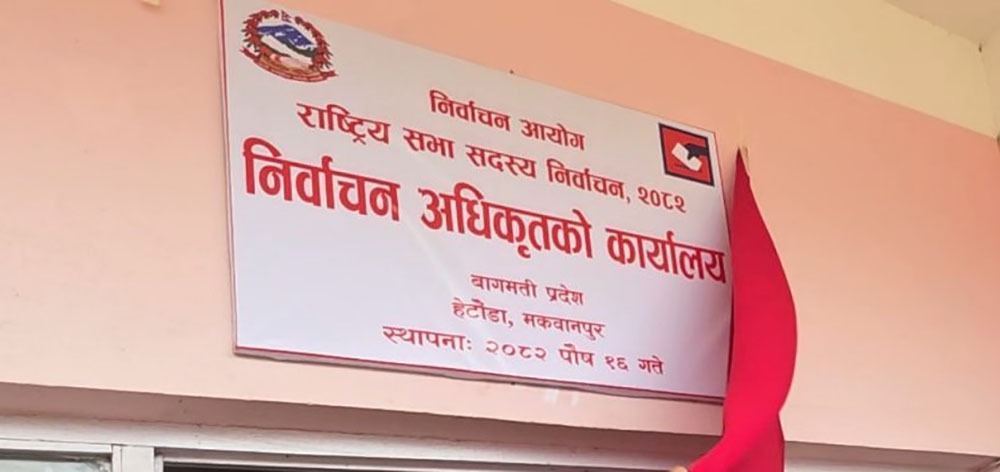 निर्वाचन आयोग
राष्ट्रिय सभा सदस्य निर्वाचन, २०८२
निर्वाचन अधिकृतको कार्यालय
बागमती प्रदेश
हेटौंडा, मकवानपुर
स्थापनाः २०८२ पौष १६ गते